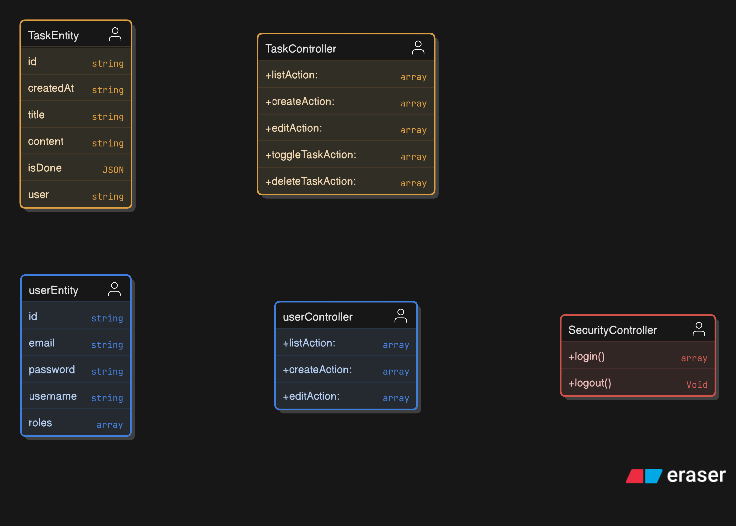 TaskEntity
id string
createdAt string
title string
content string
isDone JSON
user string
TaskController
+listAction: array
+createAction: array
+editAction: array
+toggleTaskAction: array
+deleteTaskAction: array
userEntity
id string
email string
password string
username string
roles array
userController
+listAction: array
+createAction: array
+editAction: array
SecurityController
+login() array
+logout() Void
eraser